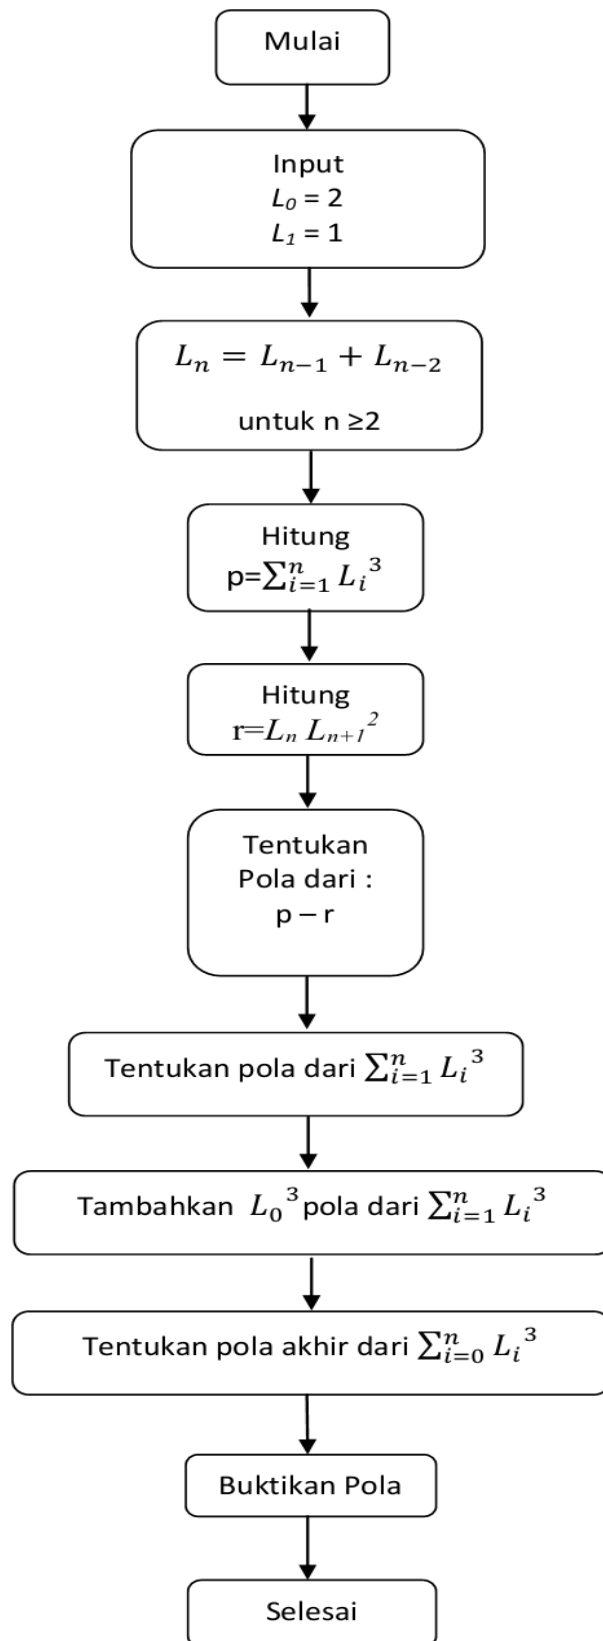 Mulai
Input
L₀ = 2
L₁ = 1
Lₙ = Lₙ₋₁ + Lₙ₋₂
untuk n ≥2
Hitung
p=∑ⁿᵢ₌₁ Lᵢ³
Hitung
r=Lₙ Lₙ₊₁²
Tentukan
Pola dari :
p – r
Tentukan pola dari ∑ⁿᵢ₌₁ Lᵢ³
Tambahkan L₀³ pola dari ∑ⁿᵢ₌₁ Lᵢ³
Tentukan pola akhir dari ∑ⁿᵢ₌₀ Lᵢ³
Buktikan Pola
Selesai